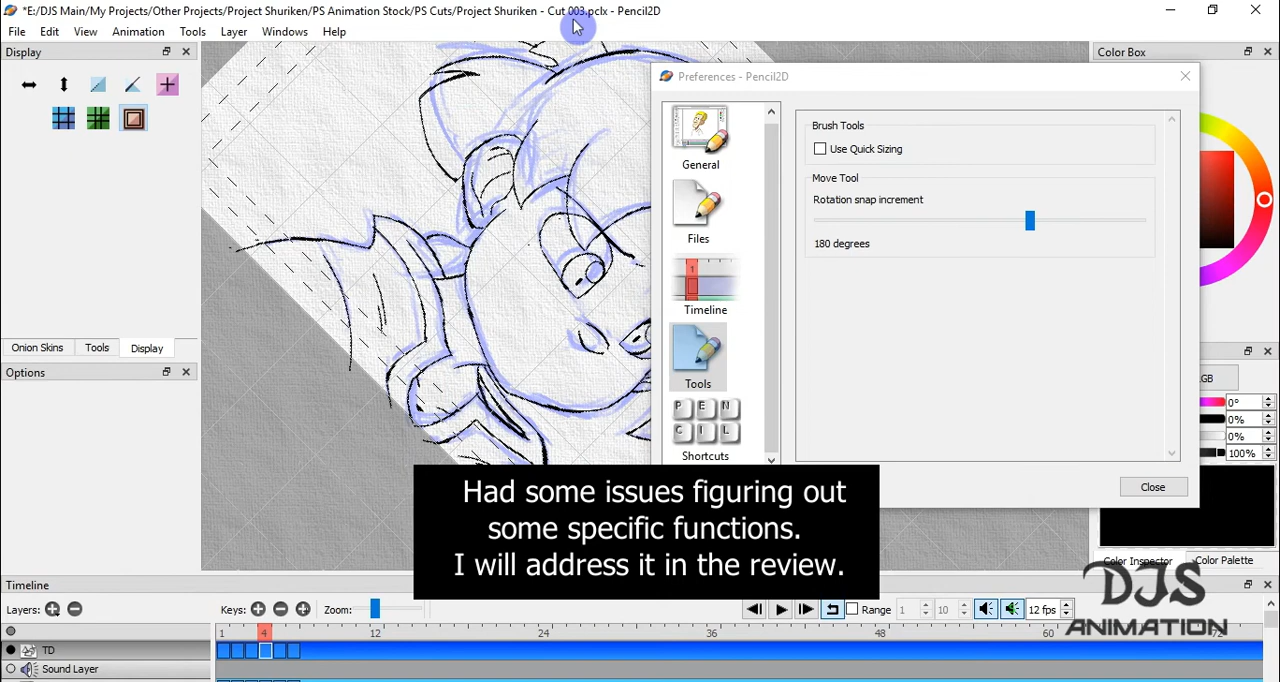 *E:/DJS Main/My Projects/Other Projects/Project Shuriken/PS Animation Stock/PS Cuts/Project Shuriken - Cut 003.pclx - Pencil2D
File Edit View Animation Tools Layer Windows Help
Display
Color Box
Preferences - Pencil2D
General
Files
Timeline
Tools
P E N
C I L
Shortcuts
Brush Tools
Use Quick Sizing
Move Tool
Rotation snap increment
180 degrees
Close
Onion Skins Tools Display
Options
GB
0°
0%
0%
100%
Color Inspector Color Palette
Had some issues figuring out
some specific functions.
I will address it in the review.
DJS
ANIMATION
Timeline
Layers: Keys: Zoom: Range 1 10 12 fps
1 4 12 24 36 48 60 72
TD
Sound Layer